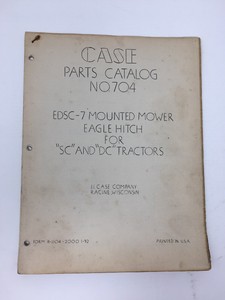 CASE
PARTS CATALOG
NO. 704
EDSC-7 MOUNTED MOWER
EAGLE HITCH
FOR
"SC" AND "DC" TRACTORS
J.I. CASE COMPANY
RACINE, WISCONSIN
FORM
PRINTED IN U.S.A.